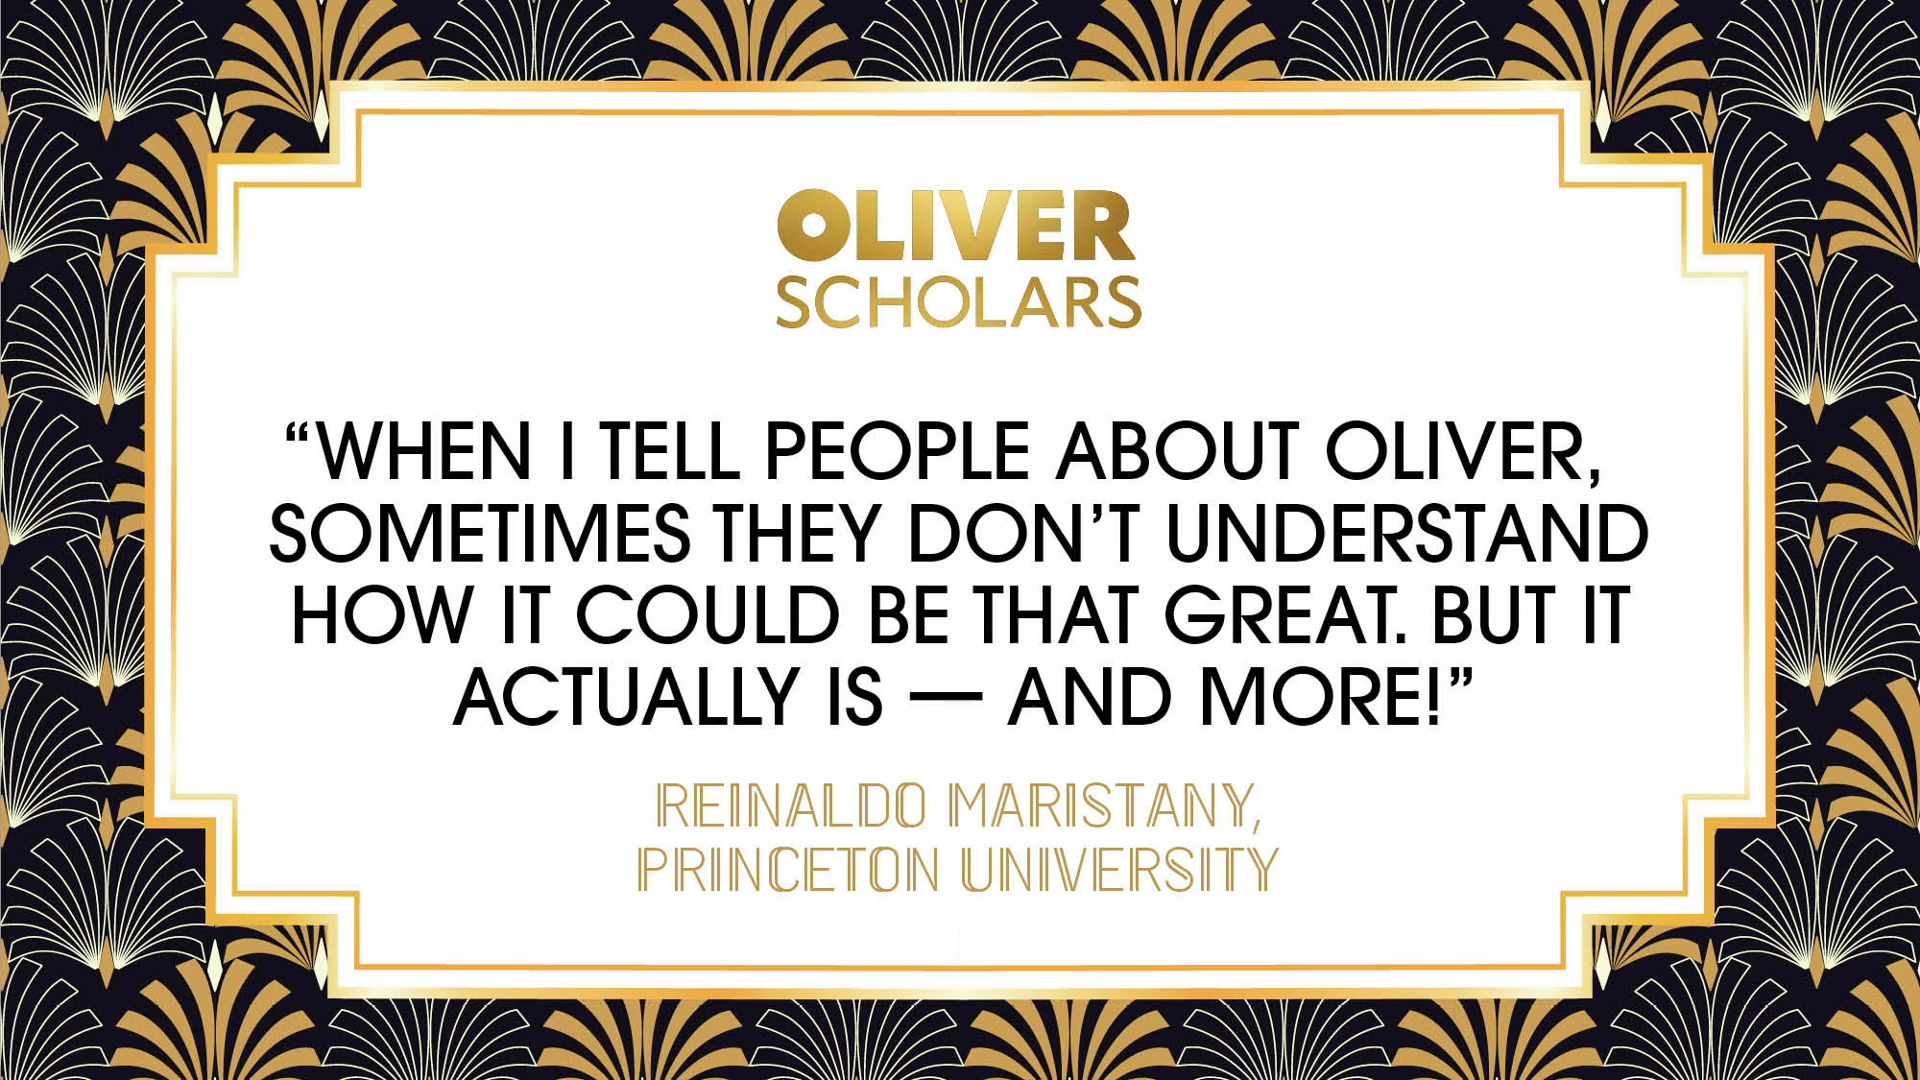 OLIVER
SCHOLARS
“WHEN I TELL PEOPLE ABOUT OLIVER,
SOMETIMES THEY DON’T UNDERSTAND
HOW IT COULD BE THAT GREAT. BUT IT
ACTUALLY IS — AND MORE!”
REINALDO MARISTANY,
PRINCETON UNIVERSITY